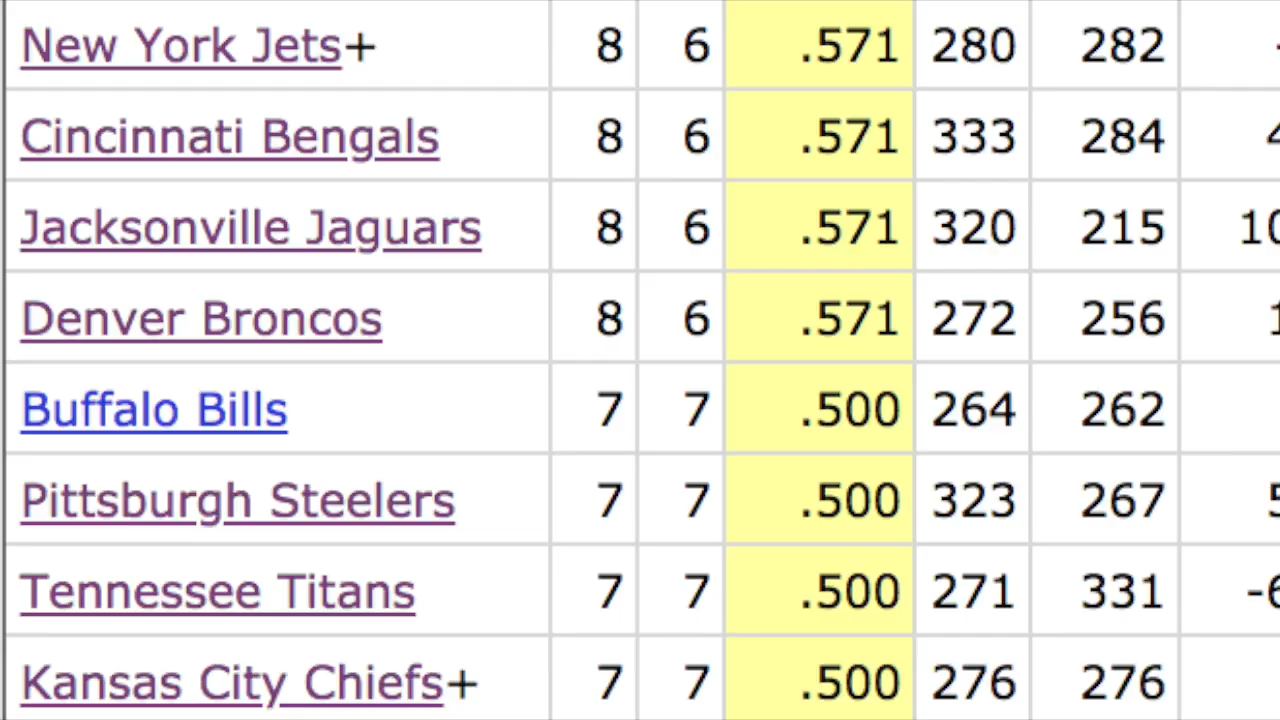 New York Jets+ 8 6 .571 280 282
Cincinnati Bengals 8 6 .571 333 284
Jacksonville Jaguars 8 6 .571 320 215
Denver Broncos 8 6 .571 272 256
Buffalo Bills 7 7 .500 264 262
Pittsburgh Steelers 7 7 .500 323 267
Tennessee Titans 7 7 .500 271 331
Kansas City Chiefs+ 7 7 .500 276 276